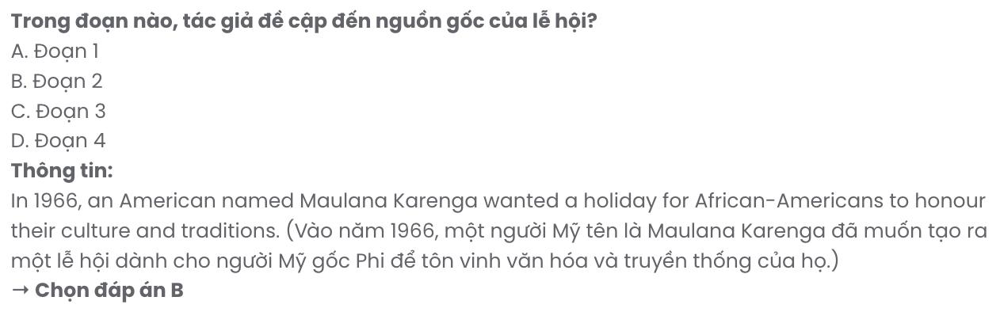 Trong đoạn nào, tác giả đề cập đến nguồn gốc của lễ hội?
A. Đoạn 1
B. Đoạn 2
C. Đoạn 3
D. Đoạn 4
Thông tin:
In 1966, an American named Maulana Karenga wanted a holiday for African-Americans to honour
their culture and traditions. (Vào năm 1966, một người Mỹ tên là Maulana Karenga đã muốn tạo ra
một lễ hội dành cho người Mỹ gốc Phi để tôn vinh văn hóa và truyền thống của họ.)
→ Chọn đáp án B